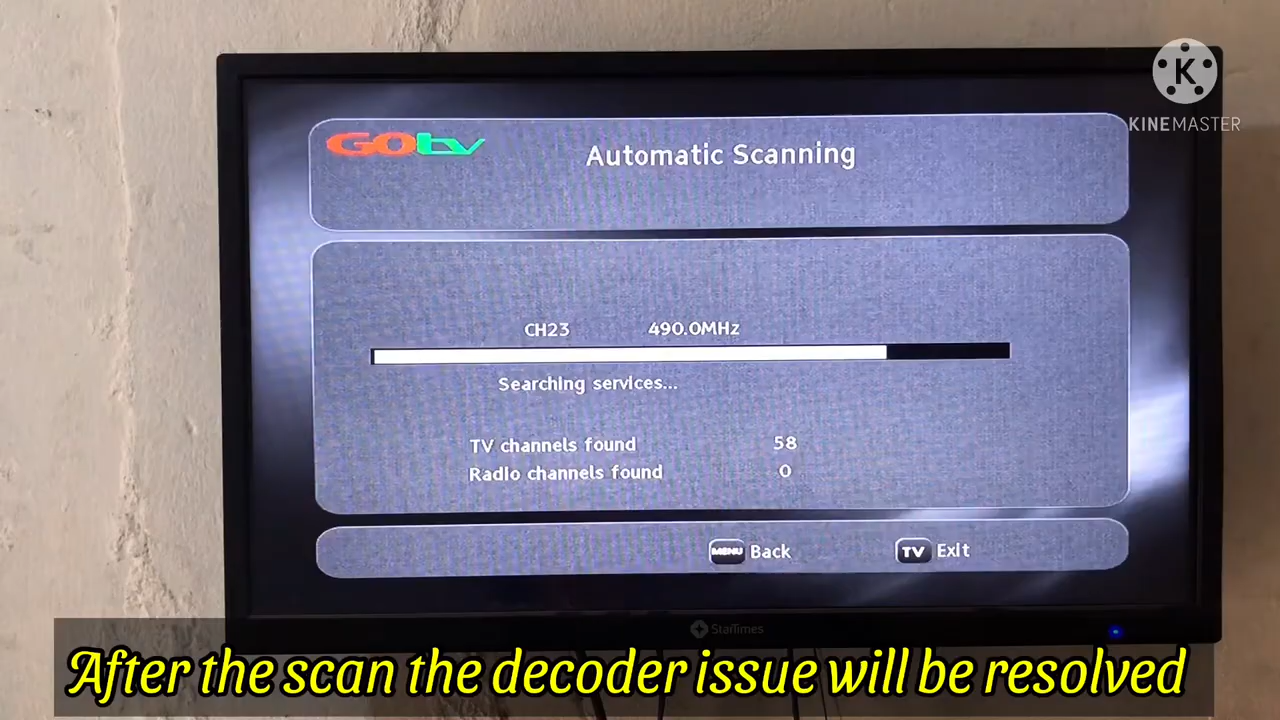 GOtv
Automatic Scanning
K
KINEMASTER
CH23 490.0MHz
Searching services...
TV channels found 58
Radio channels found 0
MENU Back TV Exit
StarTimes
After the scan the decoder issue will be resolved